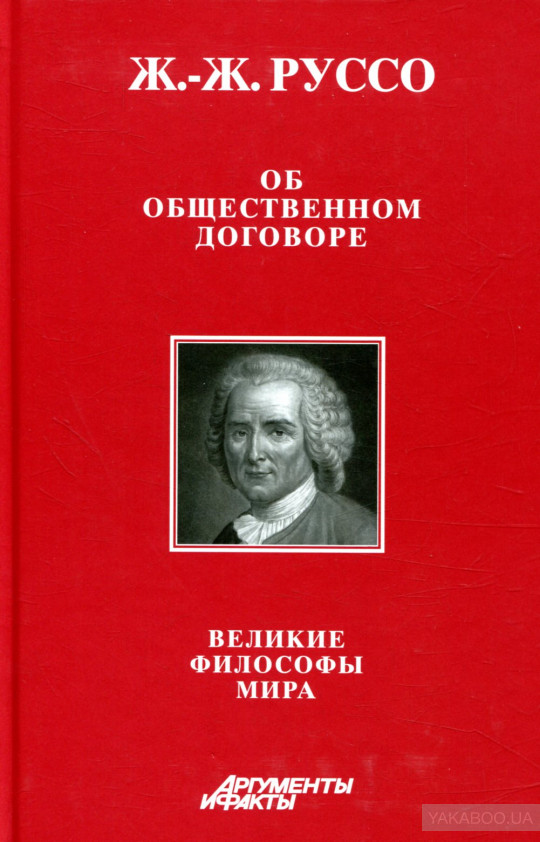 Ж.-Ж. РУССО
ОБ
ОБЩЕСТВЕННОМ
ДОГОВОРЕ
ВЕЛИКИЕ
ФИЛОСОФЫ
МИРА
АРГУМЕНТЫ
И ФАКТЫ
YAKABOO.UA